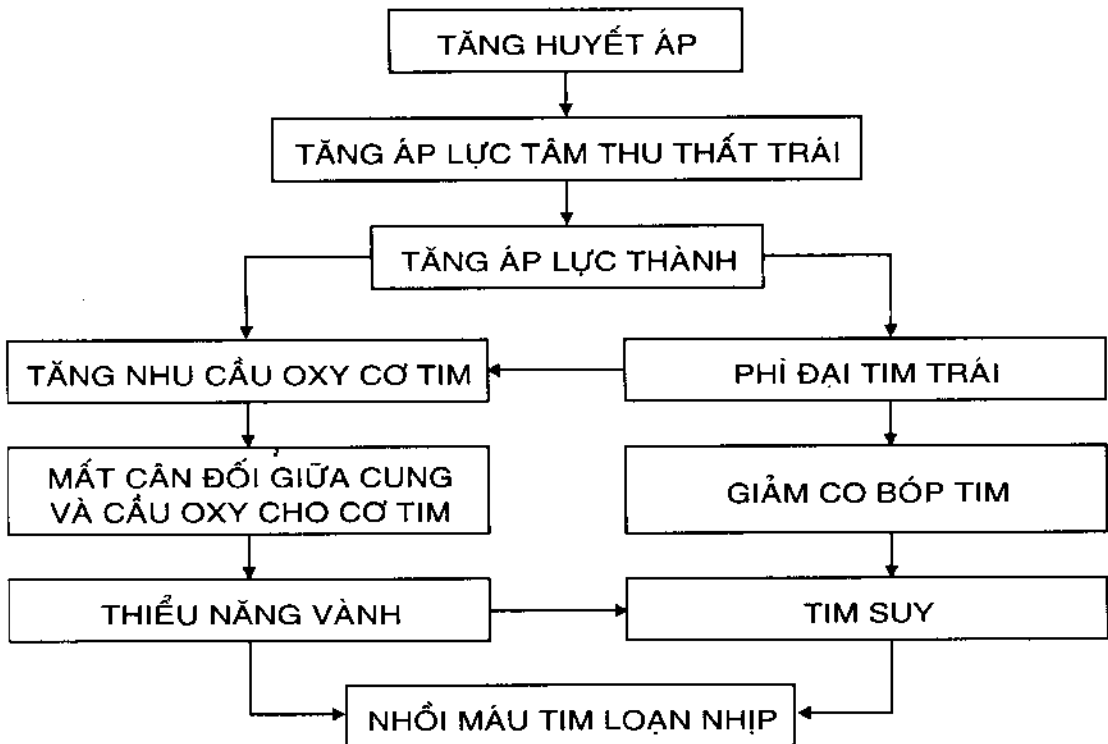 TĂNG HUYẾT ÁP
TĂNG ÁP LỰC TÂM THU THẤT TRÁI
TĂNG ÁP LỰC THÀNH
TĂNG NHU CẦU OXY CƠ TIM
PHÌ ĐẠI TIM TRÁI
MẤT CÂN ĐỐI GIỮA CUNG
VÀ CẦU OXY CHO CƠ TIM
GIẢM CO BÓP TIM
THIỂU NĂNG VÀNH
TIM SUY
NHỒI MÁU TIM LOẠN NHỊP